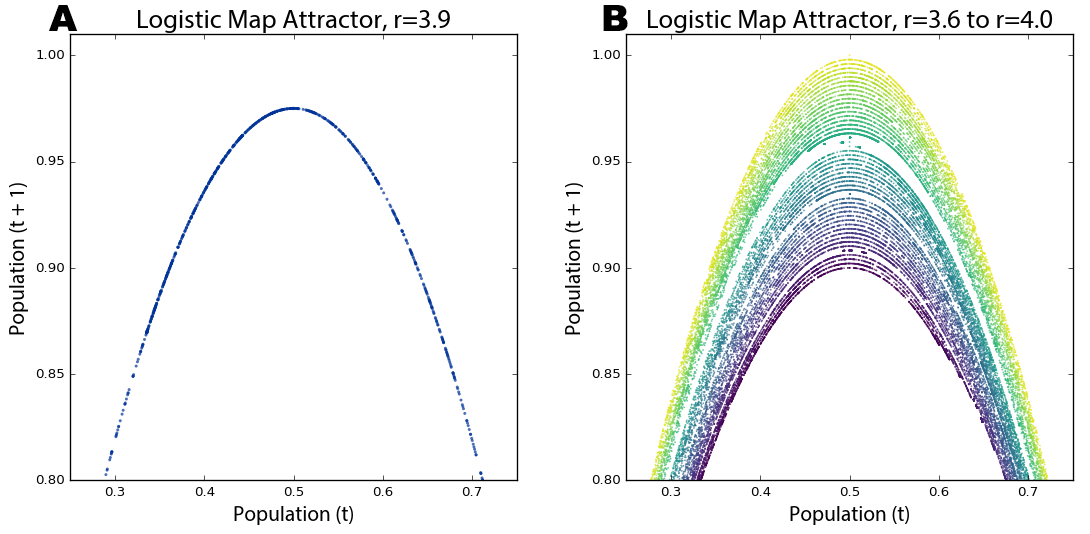 A
Logistic Map Attractor, r=3.9
1.00
0.95
0.90
0.85
0.80
Population (t + 1)
0.3 0.4 0.5 0.6 0.7
Population (t)
B
Logistic Map Attractor, r=3.6 to r=4.0
1.00
0.95
0.90
0.85
0.80
Population (t + 1)
0.3 0.4 0.5 0.6 0.7
Population (t)